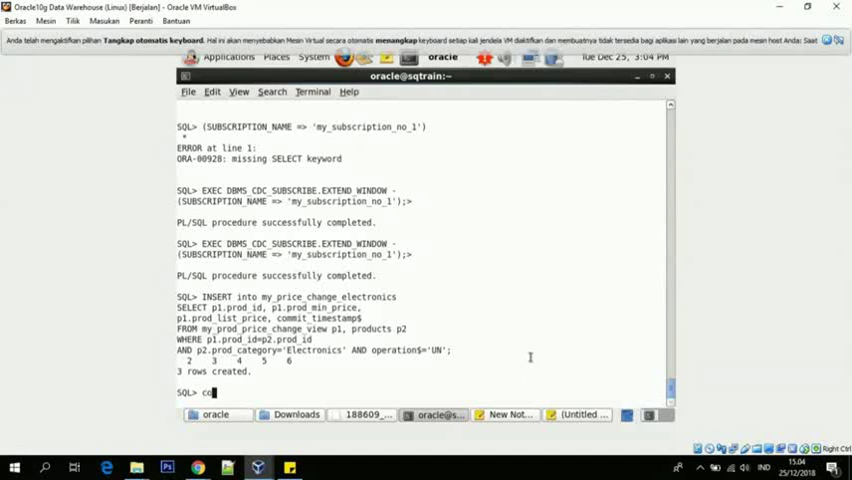 Oracle10g Data Warehouse (Linux) [Berjalan] - Oracle VM VirtualBox
Berkas Mesin Tilik Masukan Peranti Bantuan
Anda telah mengaktifkan pilihan Tangkap otomatis keyboard. Hal ini akan menyebabkan Mesin Virtual secara otomatis menangkap keyboard setiap kali jendela VM diaktifkan dan membuatnya tidak tersedia bagi aplikasi lain yang berjalan pada mesin host Anda: Saat
Applications Places System oracle Tue Dec 25, 3:04 PM
oracle@sqtrain:~
File Edit View Search Terminal Help
SQL> (SUBSCRIPTION_NAME => 'my_subscription_no_1')
*
ERROR at line 1:
ORA-00928: missing SELECT keyword
SQL> EXEC DBMS_CDC_SUBSCRIBE.EXTEND_WINDOW -
(SUBSCRIPTION_NAME => 'my_subscription_no_1');>
PL/SQL procedure successfully completed.
SQL> EXEC DBMS_CDC_SUBSCRIBE.EXTEND_WINDOW -
(SUBSCRIPTION_NAME => 'my_subscription_no_1');>
PL/SQL procedure successfully completed.
SQL> INSERT into my_price_change_electronics
SELECT p1.prod_id, p1.prod_min_price,
p1.prod_list_price, commit_timestamp$
FROM my_prod_price_change_view p1, products p2
WHERE p1.prod_id=p2.prod_id
AND p2.prod_category='Electronics' AND operation$='UN';
2 3 4 5 6
3 rows created.
SQL> co
oracle Downloads 188609_... oracle@s... New Not... (Untitled ...
Right Ctrl
IND 15.04
25/12/2018